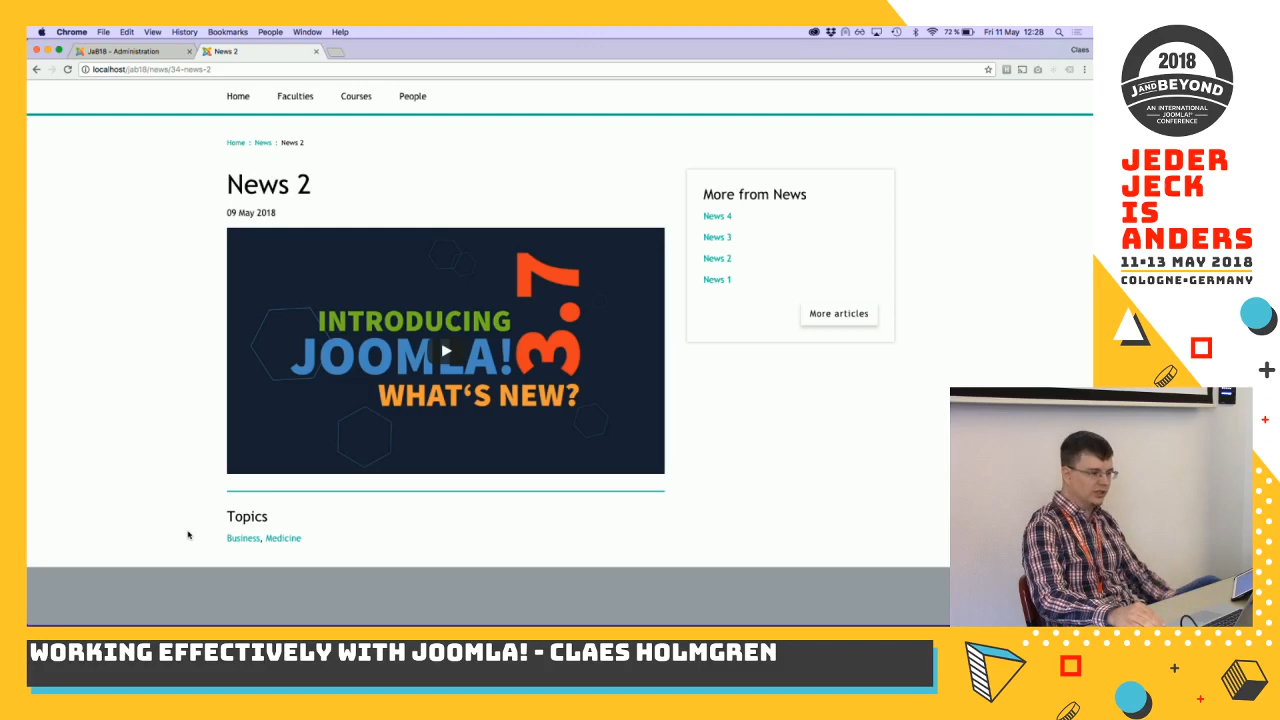 Chrome File Edit View History Bookmarks People Window Help
72 % Fri 11 May 12:28
JaB18 - Administration
News 2
Claes
localhost/jab18/news/34-news-2
Home Faculties Courses People
Home : News : News 2
News 2
09 May 2018
INTRODUCING
JOOMLA!
3.7
WHAT‘S NEW?
More from News
News 4
News 3
News 2
News 1
More articles
Topics
Business, Medicine
2018
J AND BEYOND
AN INTERNATIONAL
JOOMLA!®
CONFERENCE
JEDER
JECK
IS
ANDERS
11-13 MAY 2018
COLOGNE-GERMANY
WORKING EFFECTIVELY WITH JOOMLA! - CLAES HOLMGREN